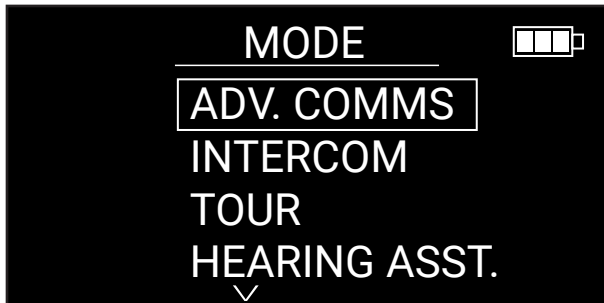 MODE
ADV. COMMS
INTERCOM
TOUR
HEARING ASST.